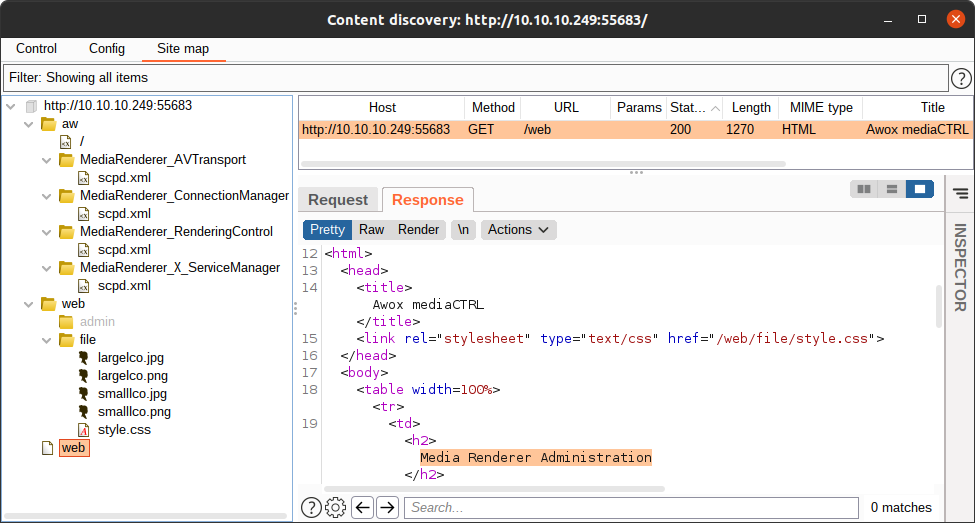 Content discovery: http://10.10.10.249:55683/
Control Config Site map
Filter: Showing all items
?
http://10.10.10.249:55683
aw
/
MediaRenderer_AVTransport
scpd.xml
MediaRenderer_ConnectionManager
scpd.xml
MediaRenderer_RenderingControl
scpd.xml
MediaRenderer_X_ServiceManager
scpd.xml
web
admin
file
largeIco.jpg
largeIco.png
smallIco.jpg
smallIco.png
style.css
web
Host Method URL Params Stat... Length MIME type Title
http://10.10.10.249:55683 GET /web 200 1270 HTML Awox mediaCTRL
Request Response
Pretty Raw Render \n Actions
12 <html>
13 <head>
14 <title>
Awox mediaCTRL
</title>
15 <link rel="stylesheet" type="text/css" href="/web/file/style.css">
16 </head>
17 <body>
18 <table width=100%>
<tr>
19 <td>
<h2>
Media Renderer Administration
</h2>
? Search... 0 matches
INSPECTOR